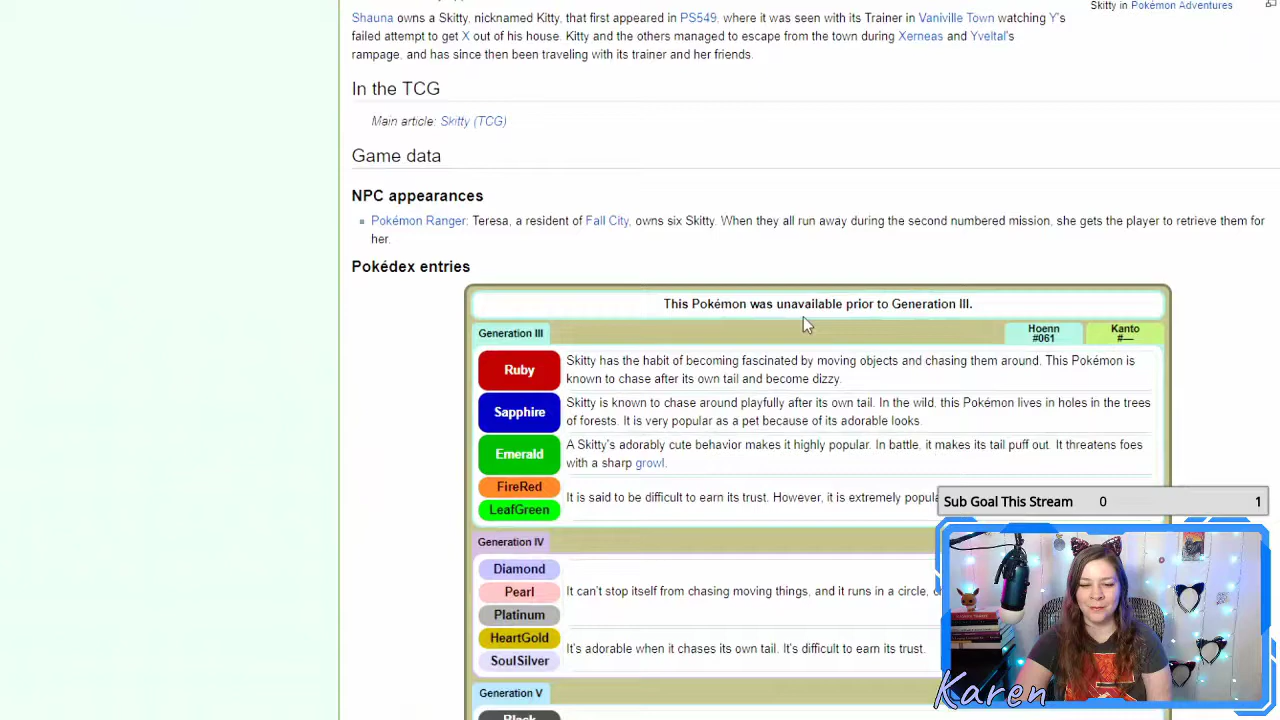 Skitty in Pokémon Adventures
Shauna owns a Skitty, nicknamed Kitty, that first appeared in PS549, where it was seen with its Trainer in Vaniville Town watching Y's
failed attempt to get X out of his house. Kitty and the others managed to escape from the town during Xerneas and Yveltal's
rampage, and has since then been traveling with its trainer and her friends.
In the TCG
Main article: Skitty (TCG)
Game data
NPC appearances
Pokémon Ranger: Teresa, a resident of Fall City, owns six Skitty. When they all run away during the second numbered mission, she gets the player to retrieve them for
her.
Pokédex entries
This Pokémon was unavailable prior to Generation III.
Generation III
Hoenn
#061
Kanto
#—
Ruby
Skitty has the habit of becoming fascinated by moving objects and chasing them around. This Pokémon is
known to chase after its own tail and become dizzy.
Sapphire
Skitty is known to chase around playfully after its own tail. In the wild, this Pokémon lives in holes in the trees
of forests. It is very popular as a pet because of its adorable looks.
Emerald
A Skitty's adorably cute behavior makes it highly popular. In battle, it makes its tail puff out. It threatens foes
with a sharp growl.
FireRed
LeafGreen
It is said to be difficult to earn its trust. However, it is extremely popula
Sub Goal This Stream 0 1
Generation IV
Diamond
Pearl
Platinum
It can't stop itself from chasing moving things, and it runs in a circle,
HeartGold
SoulSilver
It's adorable when it chases its own tail. It's difficult to earn its trust.
Generation V
Black
Karen